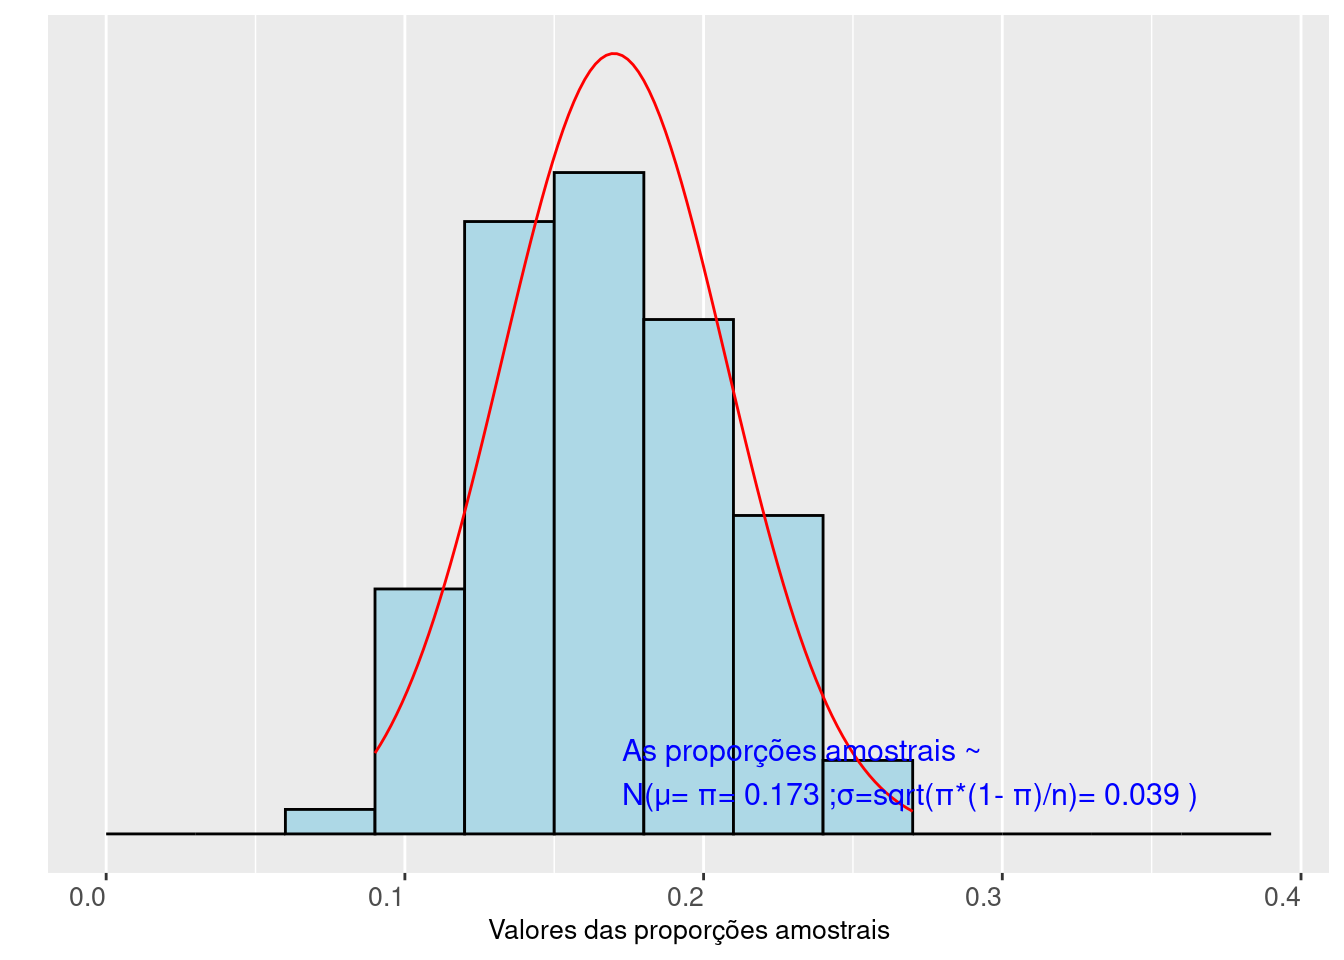 As proporções amostrais ~
N(μ= π= 0.173 ;σ=sqrt(π*(1- π)/n)= 0.039 )
0.0 0.1 0.2 0.3 0.4
Valores das proporções amostrais